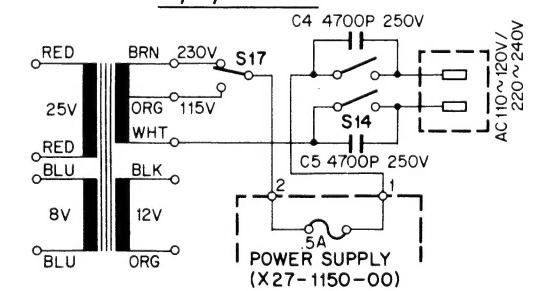 C4 4700P 250V
RED
BRN
230V
S17
25V
ORG
115V
WHT
S14
AC110~120V/
220~240V
RED
BLU
BLK
C5 4700P 250V
2
1
8V
12V
.5A
BLU
ORG
POWER SUPPLY
(X27-1150-00)